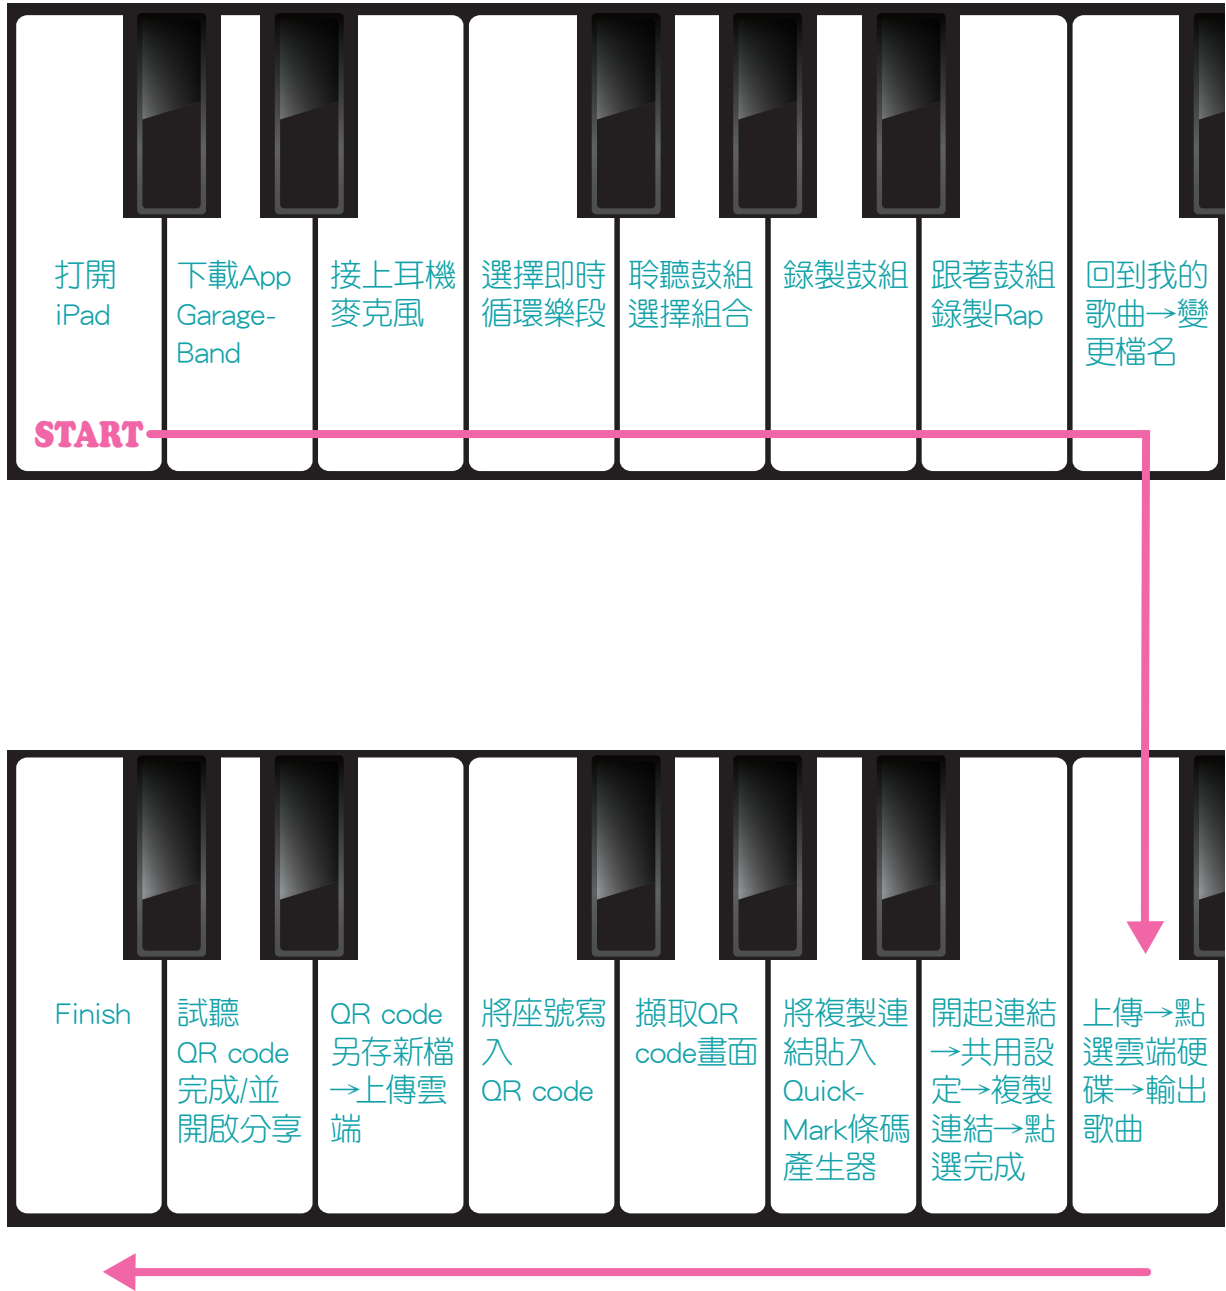 打開
iPad
START
下載App
Garage-
Band
接上耳機
麥克風
選擇即時
循環樂段
聆聽鼓組
選擇組合
錄製鼓組
跟著鼓組
錄製Rap
回到我的
歌曲→變
更檔名
上傳→點
選雲端硬
碟→輸出
歌曲
開起連結
→共用設
定→複製
連結→點
選完成
將複製連
結貼入
Quick-
Mark條碼
產生器
擷取QR
code畫面
將座號寫
入
QR code
QR code
另存新檔
→上傳雲
端
試聽
QR code
完成/並
開啟分享
Finish